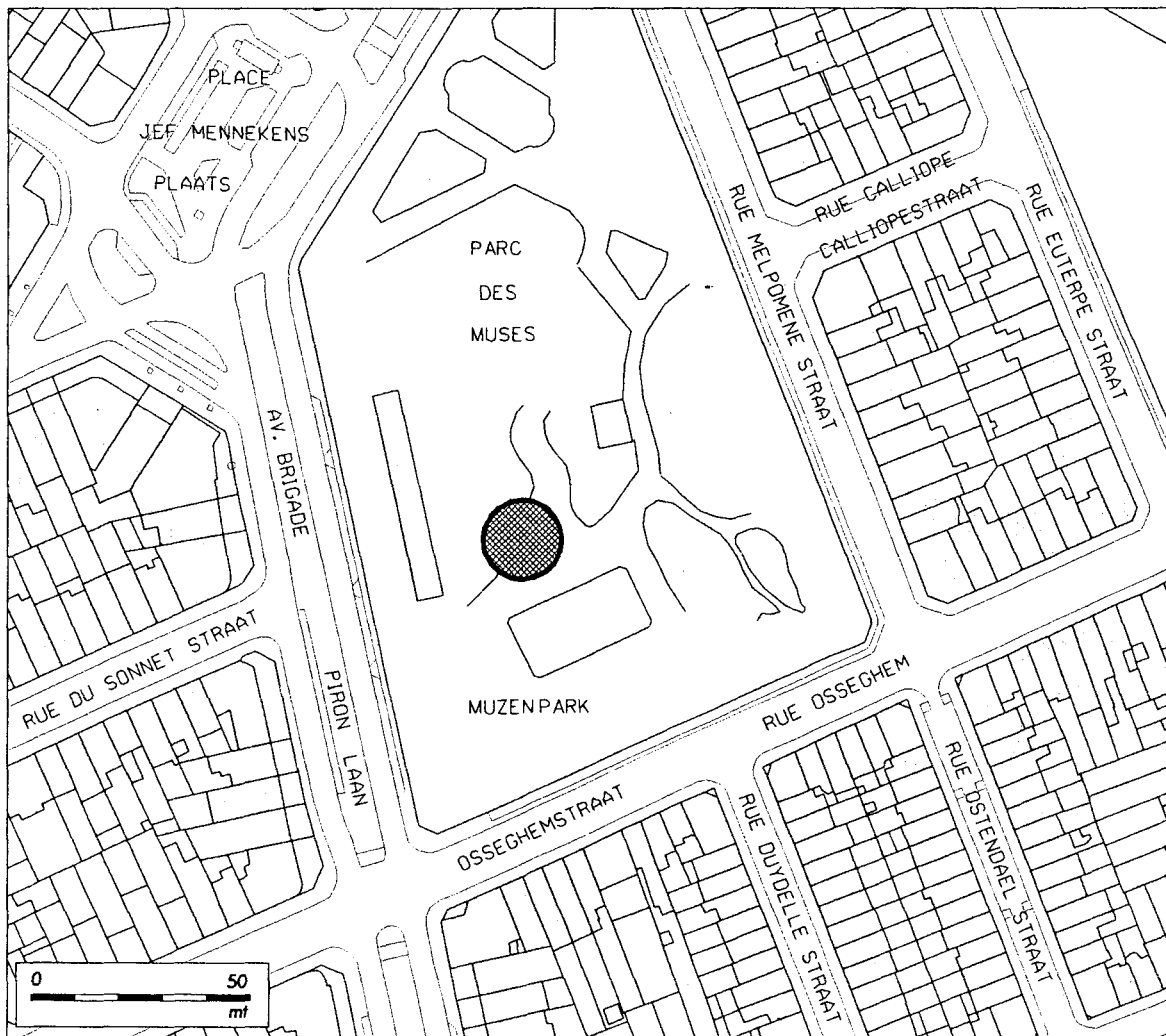 PLACE
JEF MENNEKENS
PLAATS
PARC
DES
MUSES
RUE CALLIOPE
CALLIOPESTRAAT
RUE MELPOMENE STRAAT
RUE EUTERPE STRAAT
AV. BRIGADE
PIRON LAAN
RUE DU SONNET STRAAT
MUZENPARK
RUE OSSEGHEM
OSSEGHEMSTRAAT
RUE DUYDELLE STRAAT
RUE OSTENDAEL STRAAT
0 50
mt